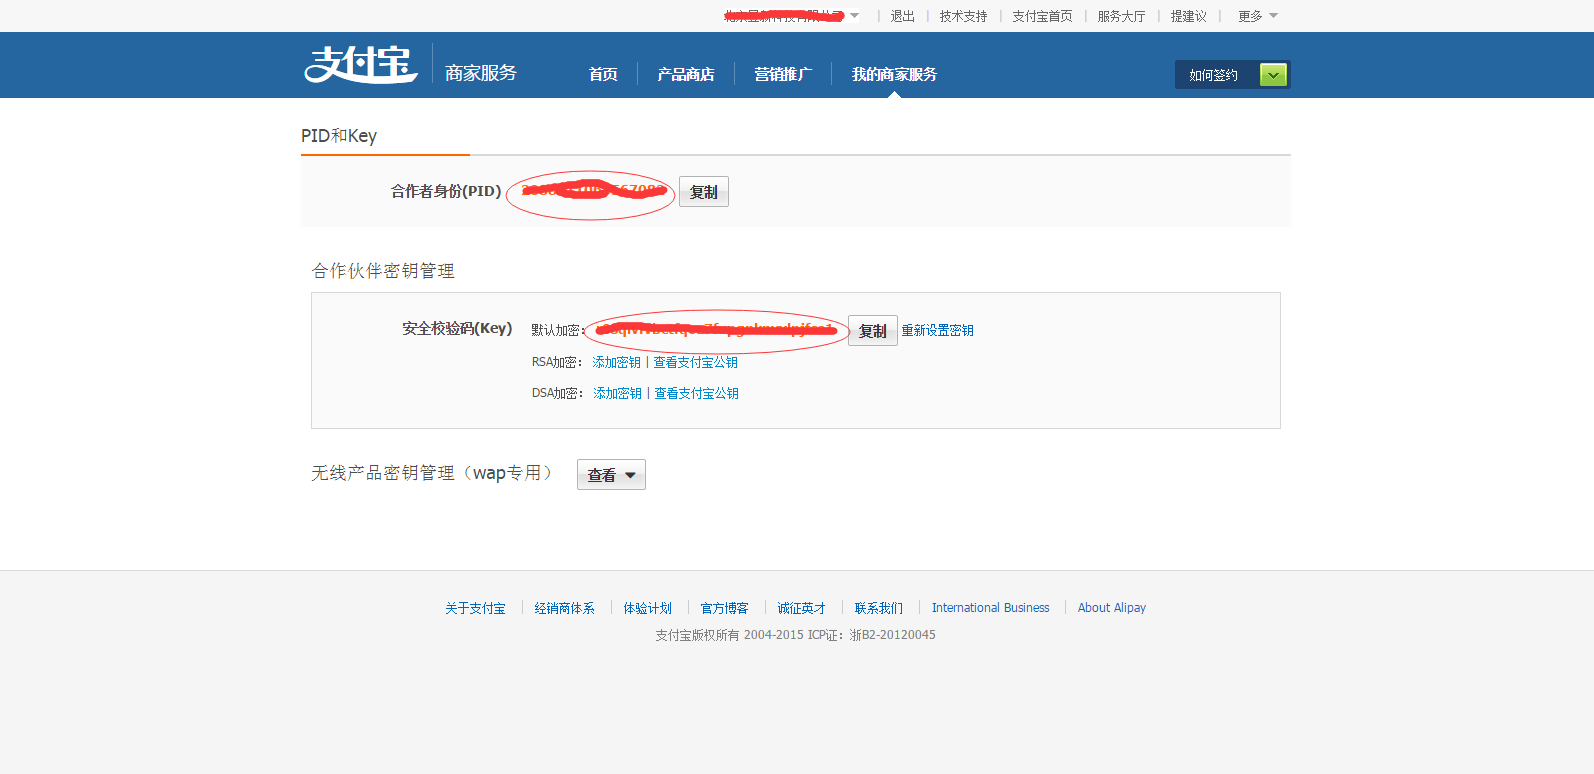 退出 技术支持 支付宝首页 服务大厅 提建议 更多
支付宝 商家服务 首页 产品商店 营销推广 我的商家服务 如何签约
PID和Key
合作者身份(PID) 复制
合作伙伴密钥管理
安全校验码(Key) 默认加密: 复制 重新设置密钥
RSA加密: 添加密钥 | 查看支付宝公钥
DSA加密: 添加密钥 | 查看支付宝公钥
无线产品密钥管理（wap专用） 查看
关于支付宝 经销商体系 体验计划 官方博客 诚征英才 联系我们 International Business About Alipay
支付宝版权所有 2004-2015 ICP证：浙B2-20120045